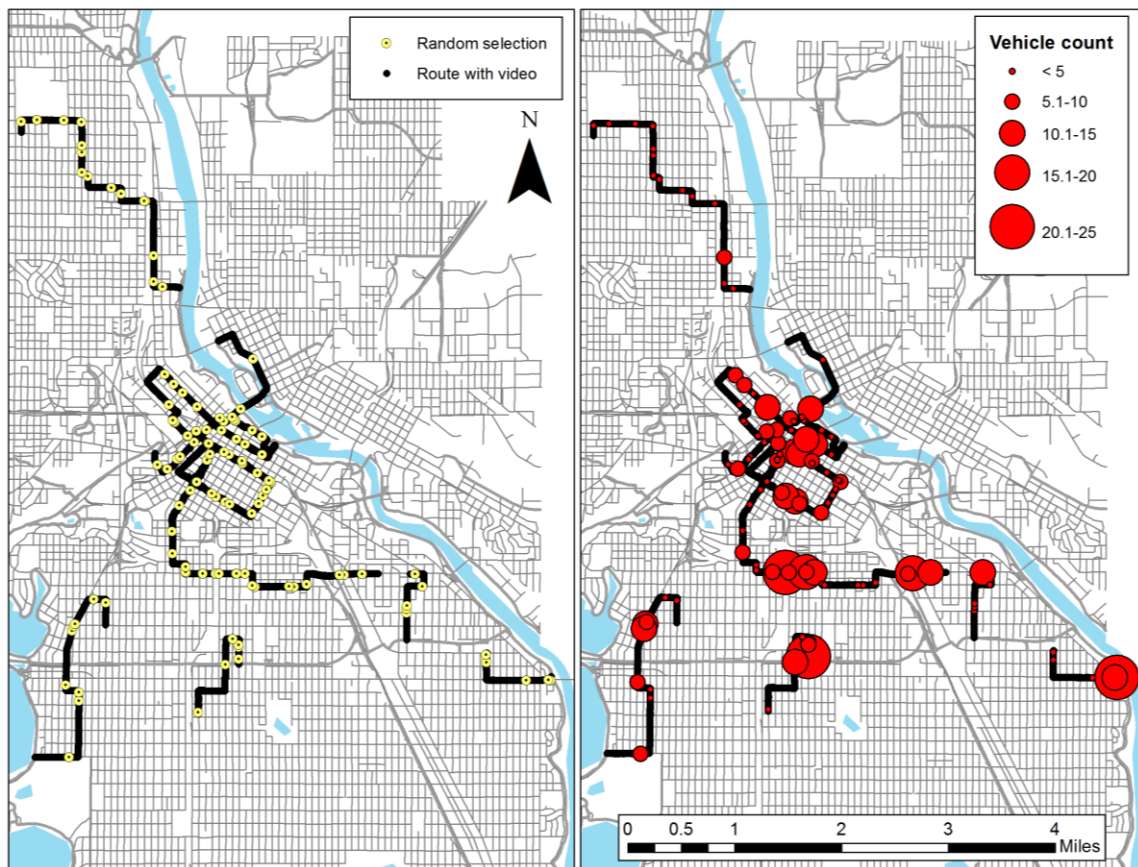 Random selection
Route with video
N
Vehicle count
< 5
5.1-10
10.1-15
15.1-20
20.1-25
0 0.5 1 2 3 4
Miles